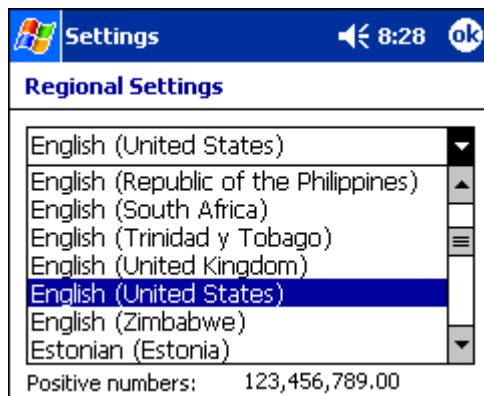 Settings 8:28 ok
Regional Settings
English (United States)
English (Republic of the Philippines)
English (South Africa)
English (Trinidad y Tobago)
English (United Kingdom)
English (United States)
English (Zimbabwe)
Estonian (Estonia)
Positive numbers: 123,456,789.00